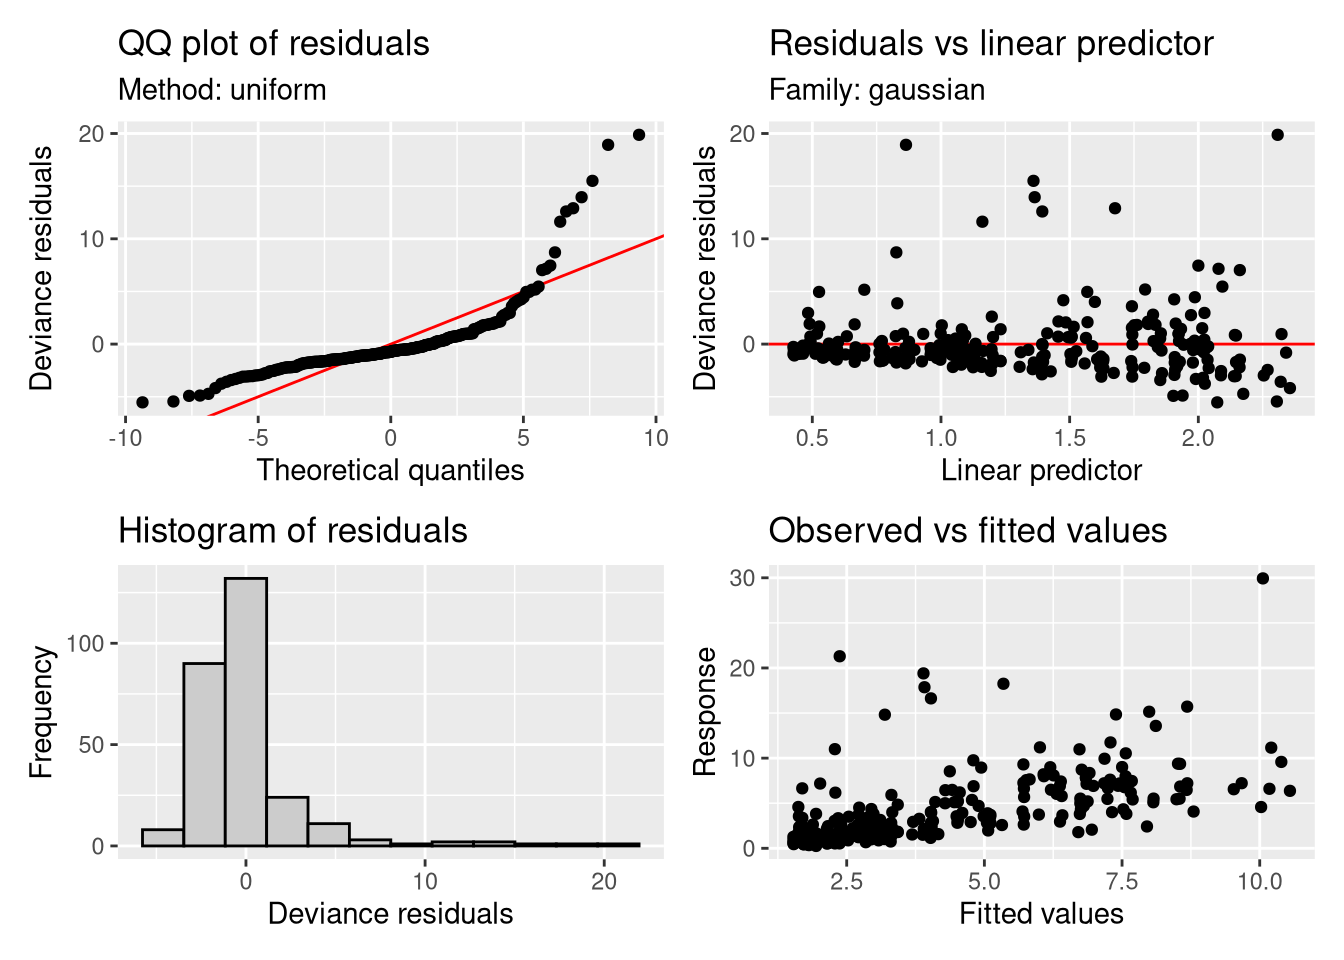 QQ plot of residuals
Method: uniform
Deviance residuals
20
10
0
-10
-5
0
5
10
Theoretical quantiles
Residuals vs linear predictor
Family: gaussian
Deviance residuals
20
10
0
0.5
1.0
1.5
2.0
Linear predictor
Histogram of residuals
Frequency
100
50
0
0
10
20
Deviance residuals
Observed vs fitted values
Response
30
20
10
0
2.5
5.0
7.5
10.0
Fitted values